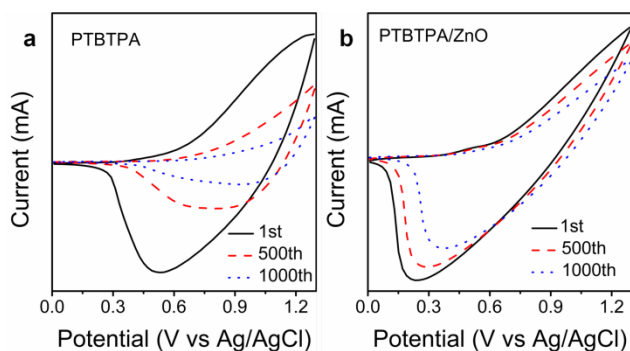 a PTBTPA
Current (mA)
1st
500th
1000th
0.0 0.3 0.6 0.9 1.2
Potential (V vs Ag/AgCl)
b PTBTPA/ZnO
Current (mA)
1st
500th
1000th
0.0 0.3 0.6 0.9 1.2
Potential (V vs Ag/AgCl)